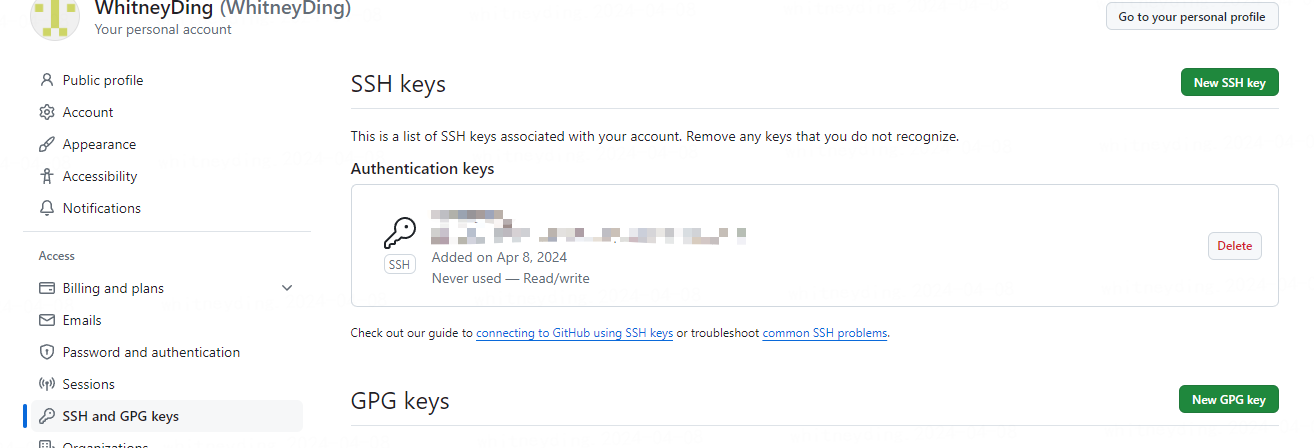 WhitneyDing (WhitneyDing)
Your personal account
Go to your personal profile
Public profile
Account
Appearance
Accessibility
Notifications
Access
Billing and plans
Emails
Password and authentication
Sessions
SSH and GPG keys
Organizations
SSH keys
New SSH key
This is a list of SSH keys associated with your account. Remove any keys that you do not recognize.
Authentication keys
SSH
Added on Apr 8, 2024
Never used — Read/write
Delete
Check out our guide to connecting to GitHub using SSH keys or troubleshoot common SSH problems.
GPG keys
New GPG key